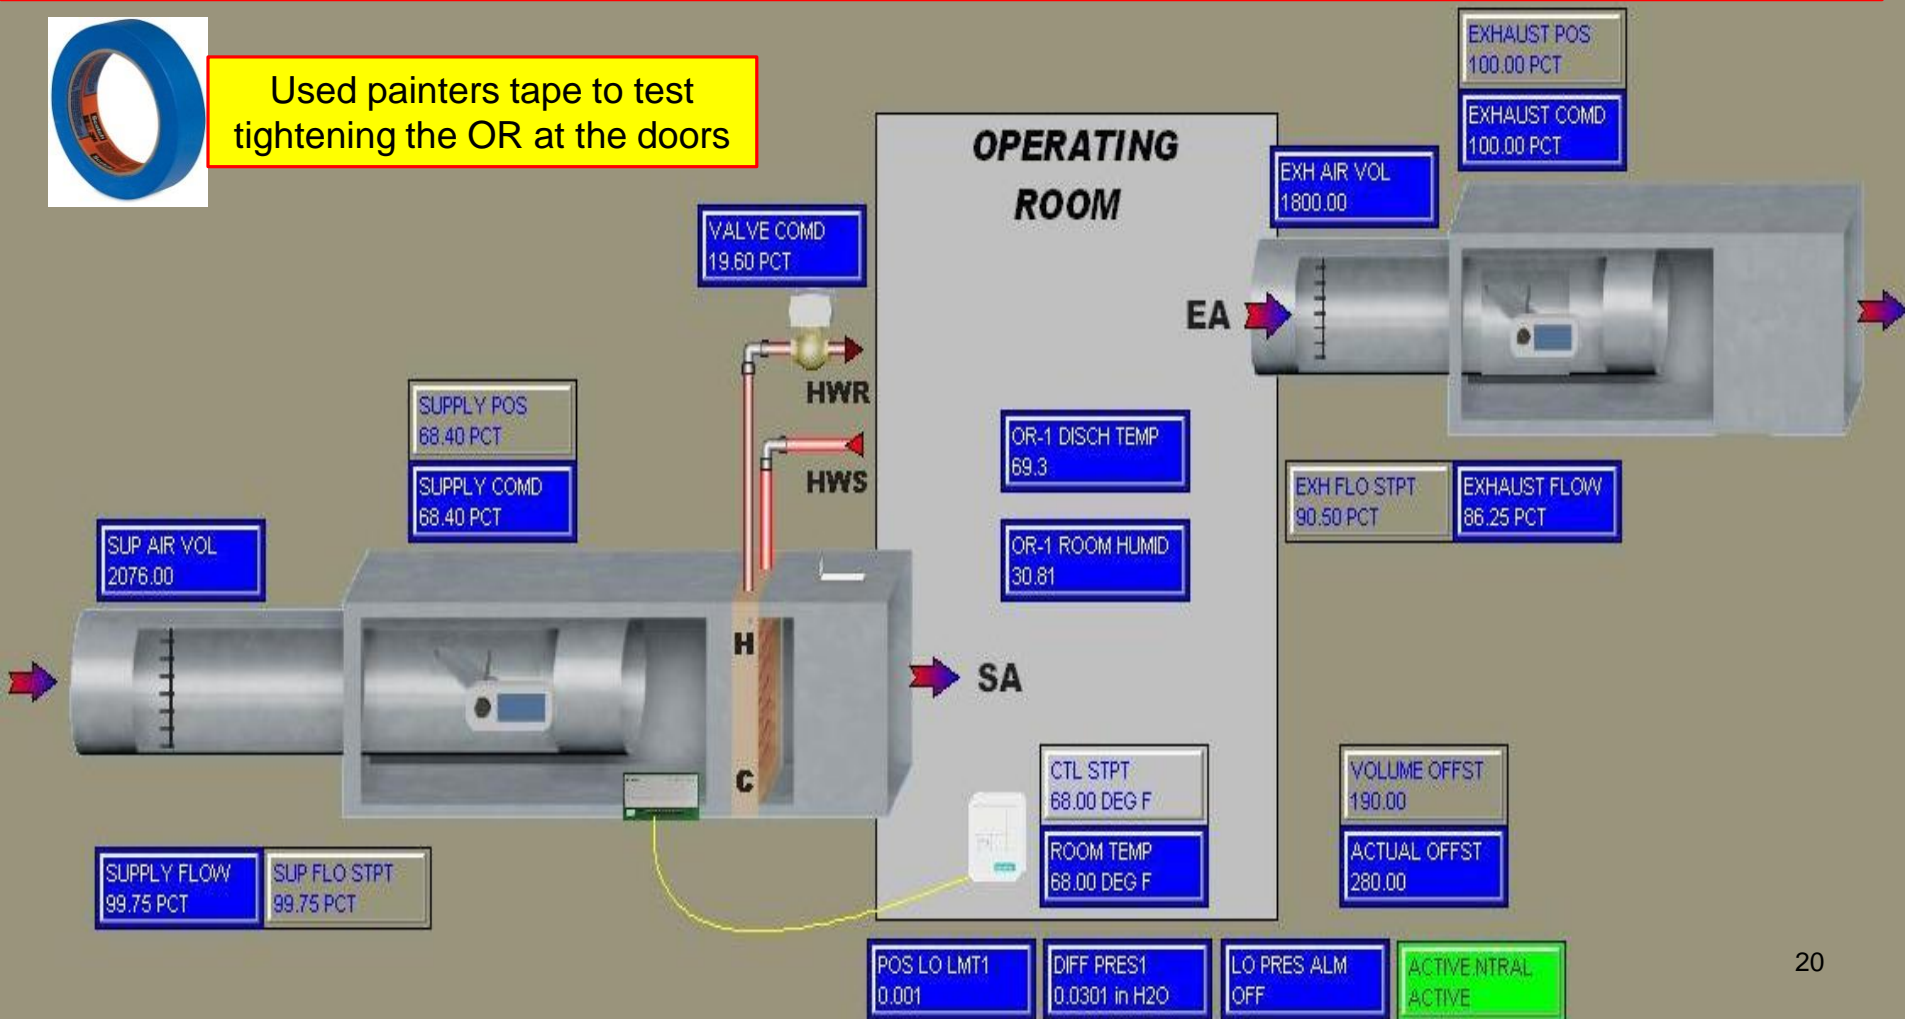 Used painters tape to test
tightening the OR at the doors
EXHAUST POS
100.00 PCT
EXHAUST COMD
100.00 PCT
OPERATING
ROOM
EXH AIR VOL
1800.00
VALVE COMD
19.60 PCT
EA
HWR
HWS
SUPPLY POS
68.40 PCT
SUPPLY COMD
68.40 PCT
OR-1 DISCH TEMP
69.3
EXH FLO STPT
90.50 PCT
EXHAUST FLOW
86.25 PCT
SUP AIR VOL
2076.00
OR-1 ROOM HUMID
30.81
H
C
SA
CTL STPT
68.00 DEG F
ROOM TEMP
68.00 DEG F
VOLUME OFFST
190.00
ACTUAL OFFST
280.00
SUPPLY FLOW
99.75 PCT
SUP FLO STPT
99.75 PCT
POS LO LMT1
0.001
DIFF PRES1
0.0301 in H2O
LO PRES ALM
OFF
ACTIVE.NTRAL
ACTIVE
20